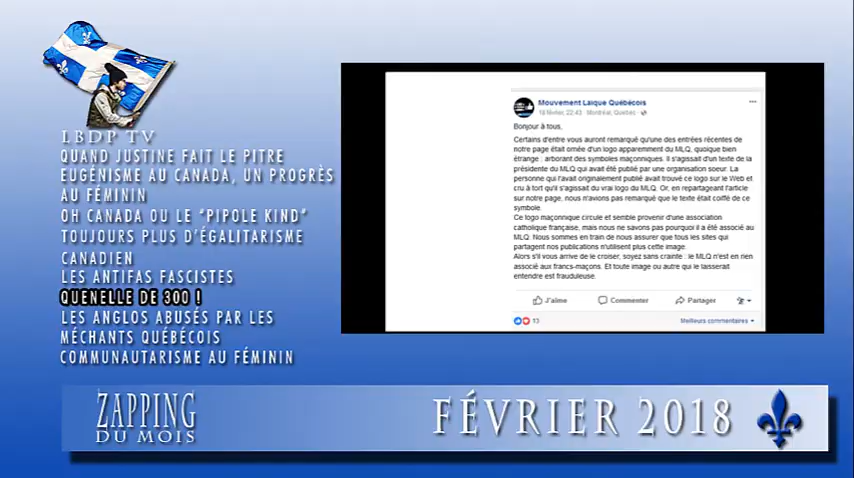 LBDP TV
QUAND JUSTINE FAIT LE PITRE
EUGÉNISME AU CANADA, UN PROGRÈS
AU FÉMININ
OH CANADA OU LE "PIPOLE KIND"
TOUJOURS PLUS D'ÉGALITARISME
CANADIEN
LES ANTIFAS FASCISTES
QUENELLE DE 300 !
LES ANGLOS ABUSÉS PAR LES
MÉCHANTS QUÉBÉCOIS
COMMUNAUTARISME AU FÉMININ
Mouvement Laïque Québécois
18 février, 22:43 · Montréal, Québec ·
Bonjour à tous,
Certains d'entre vous auront remarqué qu'une des entrées récentes de
notre page était ornée d'un logo apparemment du MLQ, quoique bien
étrange : arborant des symboles maçonniques. Il s'agissait d'un texte de la
présidente du MLQ qui avait été publié par une organisation soeur. La
personne qui l'avait originalement publié avait trouvé ce logo sur le Web et
cru à tort qu'il s'agissait du vrai logo du MLQ. Or, en repartageant l'article
sur notre page, nous n'avions pas remarqué que le texte était coiffé de ce
symbole.
Ce logo maçonnique circule et semble provenir d'une association
catholique française, mais nous ne savons pas pourquoi il a été associé au
MLQ. Nous sommes en train de nous assurer que tous les sites qui
partagent nos publications n'utilisent plus cette image.
Alors s'il vous arrive de le croiser, soyez sans crainte : le MLQ n'est en rien
associé aux francs-maçons. Et toute image ou autre qui le laisserait
entendre est frauduleuse.
J'aime Commenter Partager
13 Meilleurs commentaires
ZAPPING
DU MOIS
FÉVRIER 2018